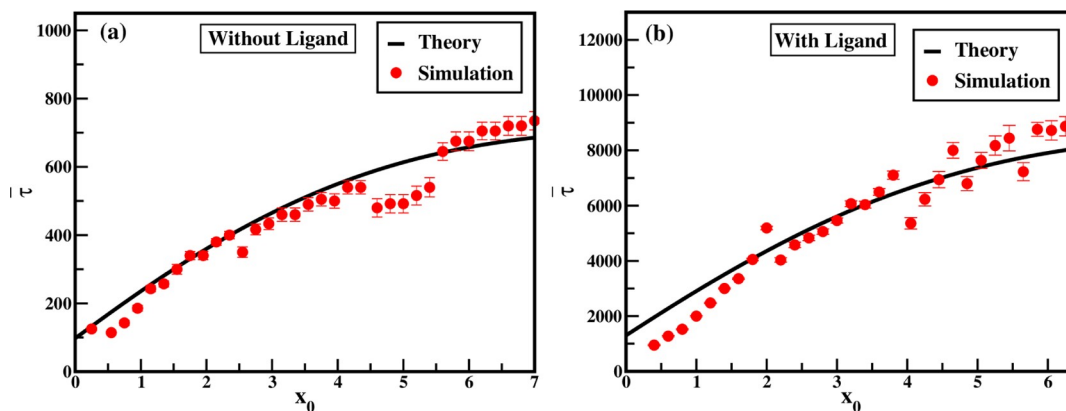 (a)
Without Ligand
Theory
Simulation
1000
800
600
400
200
0
τ̄
0 1 2 3 4 5 6 7
x0
(b)
With Ligand
Theory
Simulation
12000
10000
8000
6000
4000
2000
0
τ̄
0 1 2 3 4 5 6
x0